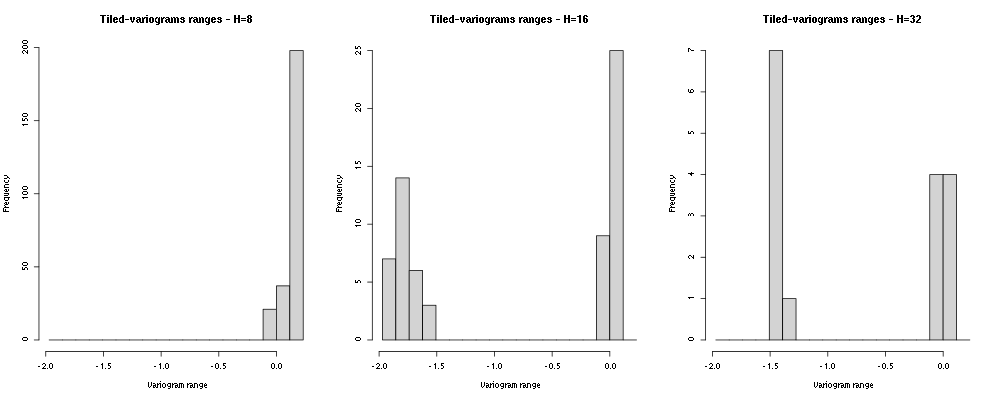 Tiled-variograms ranges - H=8
Frequency
200
150
100
50
0
-2.0 -1.5 -1.0 -0.5 0.0
Variogram range
Tiled-variograms ranges - H=16
Frequency
25
20
15
10
5
0
-2.0 -1.5 -1.0 -0.5 0.0
Variogram range
Tiled-variograms ranges - H=32
Frequency
7
6
5
4
3
2
1
0
-2.0 -1.5 -1.0 -0.5 0.0
Variogram range